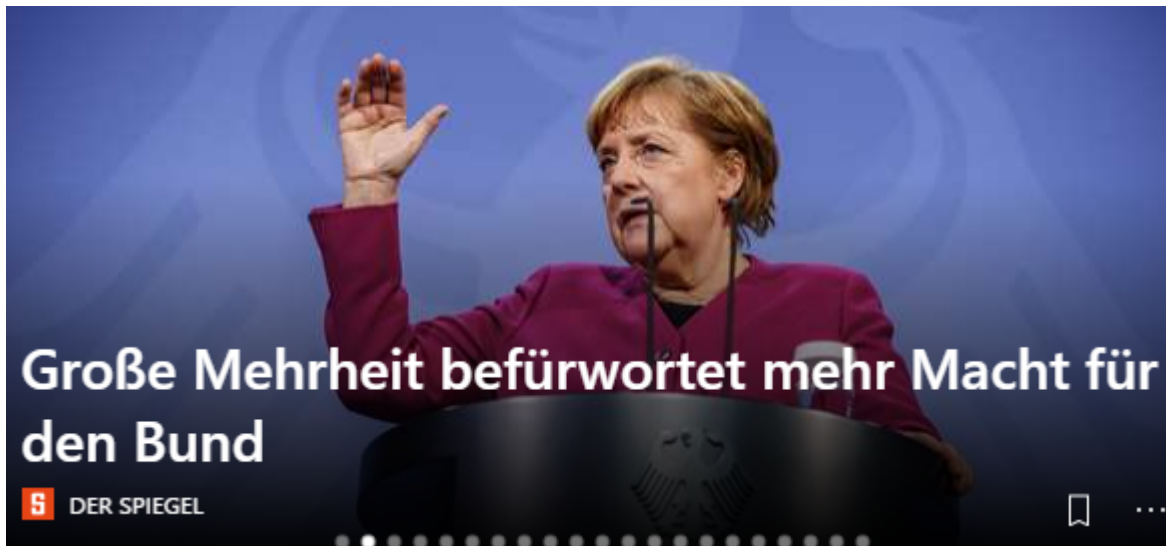 Große Mehrheit befürwortet mehr Macht für
den Bund
S DER SPIEGEL